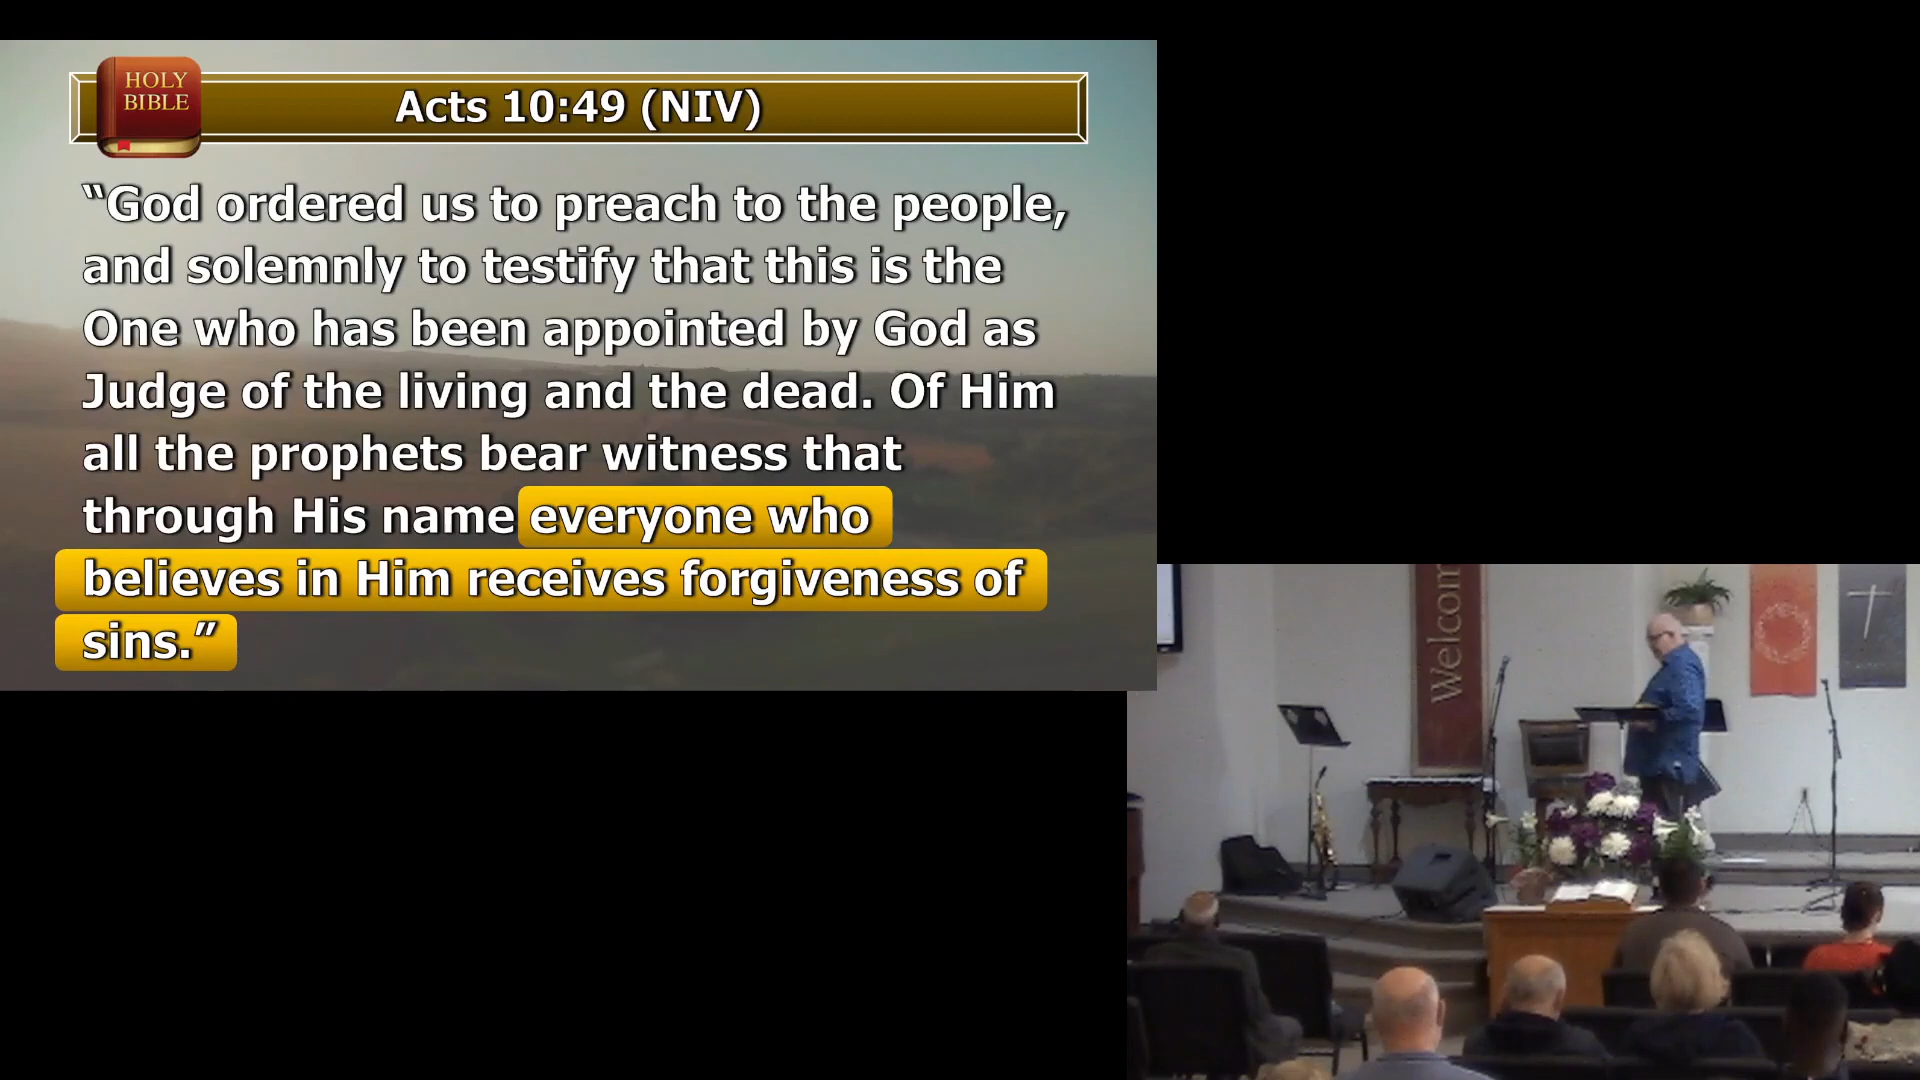 HOLY
BIBLE
Acts 10:49 (NIV)
“God ordered us to preach to the people,
and solemnly to testify that this is the
One who has been appointed by God as
Judge of the living and the dead. Of Him
all the prophets bear witness that
through His name everyone who
believes in Him receives forgiveness of
sins.”
Welcom